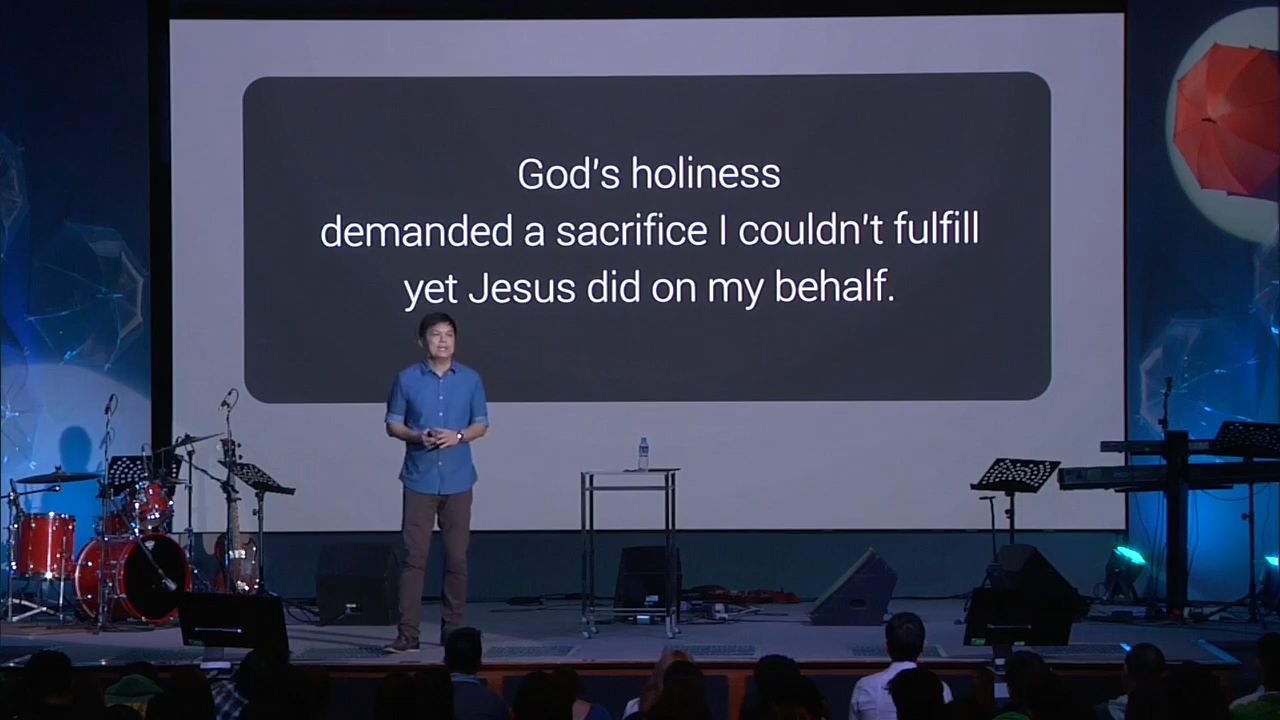 God's holiness
demanded a sacrifice I couldn't fulfill
yet Jesus did on my behalf.